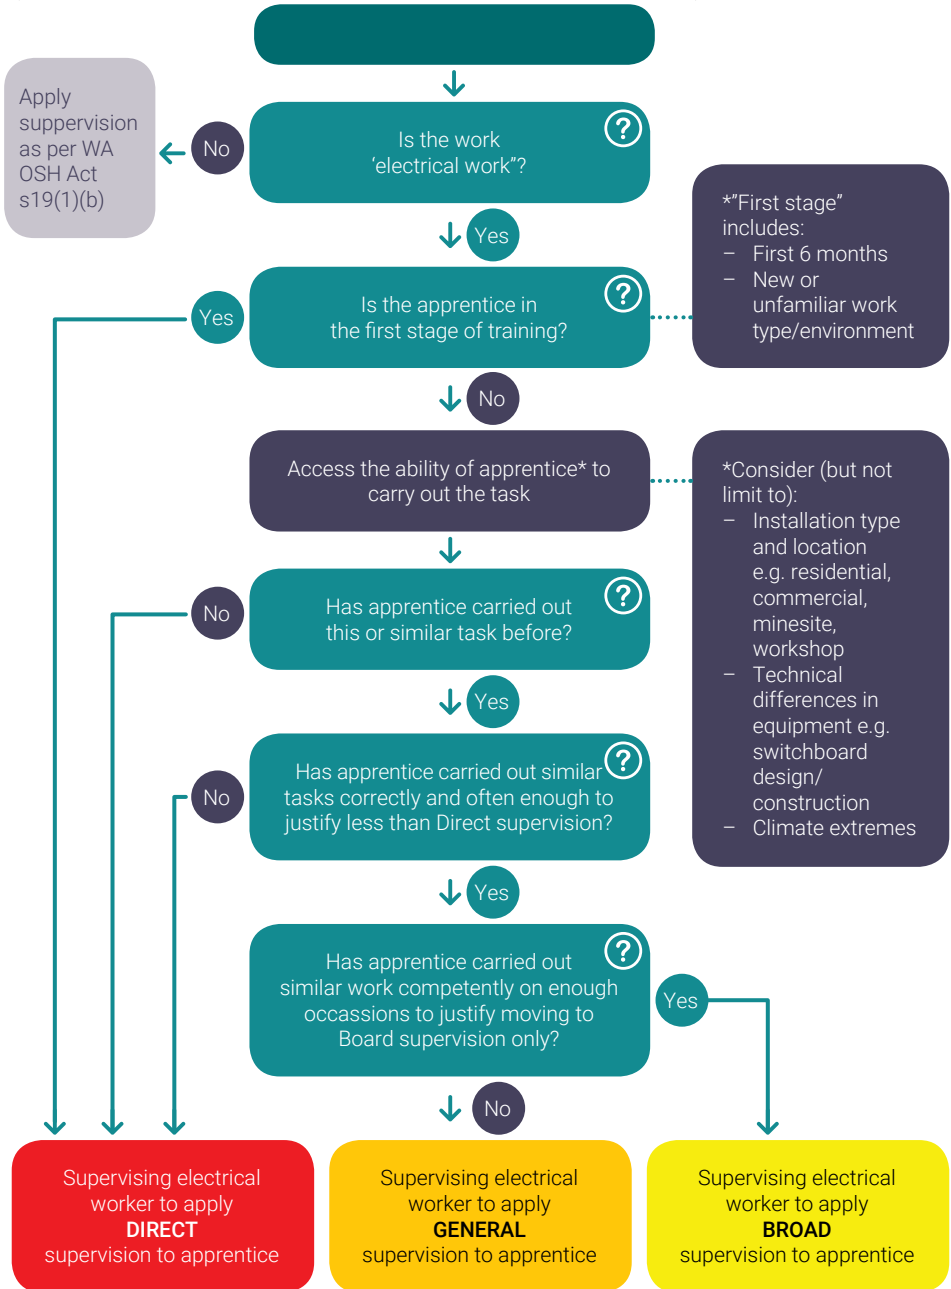 Apply
suppervision
as per WA
OSH Act
s19(1)(b)
No
Is the work
'electrical work"?
?
Yes
*"First stage"
includes:
– First 6 months
– New or
unfamiliar work
type/environment
Yes
Is the apprentice in
the first stage of training?
?
No
Access the ability of apprentice* to
carry out the task
*Consider (but not
limit to):
– Installation type
and location
e.g. residential,
commercial,
minesite,
workshop
– Technical
differences in
equipment e.g.
switchboard
design/
construction
– Climate extremes
No
Has apprentice carried out
this or similar task before?
?
Yes
No
Has apprentice carried out similar
tasks correctly and often enough to
justify less than Direct supervision?
?
Yes
Has apprentice carried out
similar work competently on enough
occassions to justify moving to
Board supervision only?
?
Yes
No
Supervising electrical
worker to apply
DIRECT
supervision to apprentice
Supervising electrical
worker to apply
GENERAL
supervision to apprentice
Supervising electrical
worker to apply
BROAD
supervision to apprentice